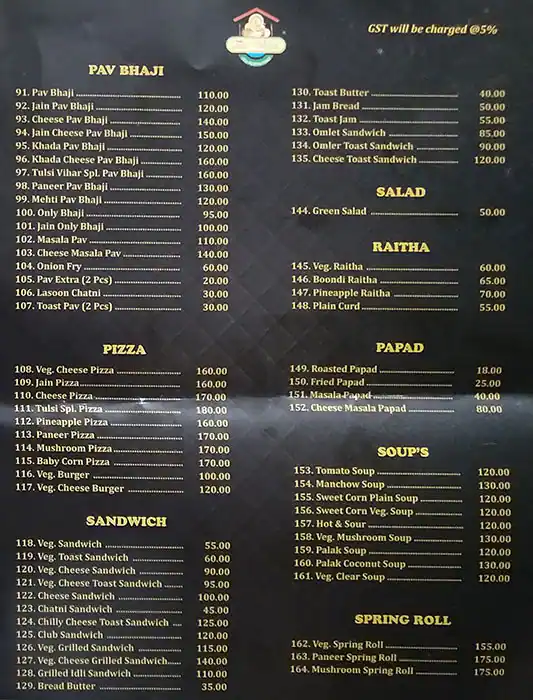 GST will be charged @5%
PAV BHAJI
91. Pav Bhaji 110.00
92. Jain Pav Bhaji 120.00
93. Cheese Pav Bhaji 140.00
94. Jain Cheese Pav Bhaji 150.00
95. Khada Pav Bhaji 120.00
96. Khada Cheese Pav Bhaji 160.00
97. Tulsi Vihar Spl. Pav Bhaji 160.00
98. Paneer Pav Bhaji 130.00
99. Mehti Pav Bhaji 120.00
100. Only Bhaji 95.00
101. Jain Only Bhaji 100.00
102. Masala Pav 110.00
103. Cheese Masala Pav 140.00
104. Onion Fry 60.00
105. Pav Extra (2 Pcs) 20.00
106. Lasoon Chatni 30.00
107. Toast Pav (2 Pcs) 30.00
PIZZA
108. Veg. Cheese Pizza 160.00
109. Jain Pizza 160.00
110. Cheese Pizza 170.00
111. Tulsi Spl. Pizza 180.00
112. Pineapple Pizza 160.00
113. Paneer Pizza 170.00
114. Mushroom Pizza 170.00
115. Baby Corn Pizza 170.00
116. Veg. Burger 100.00
117. Veg. Cheese Burger 120.00
SANDWICH
118. Veg. Sandwich 55.00
119. Veg. Toast Sandwich 60.00
120. Veg. Cheese Sandwich 90.00
121. Veg. Cheese Toast Sandwich 95.00
122. Cheese Sandwich 100.00
123. Chatni Sandwich 45.00
124. Chilly Cheese Toast Sandwich 125.00
125. Club Sandwich 120.00
126. Veg. Grilled Sandwich 115.00
127. Veg. Cheese Grilled Sandwich 140.00
128. Grilled Idli Sandwich 110.00
129. Bread Butter 35.00
130. Toast Butter 40.00
131. Jam Bread 50.00
132. Toast Jam 55.00
133. Omlet Sandwich 85.00
134. Omler Toast Sandwich 90.00
135. Cheese Toast Sandwich 120.00
SALAD
144. Green Salad 50.00
RAITHA
145. Veg. Raitha 60.00
146. Boondi Raitha 65.00
147. Pineapple Raitha 70.00
148. Plain Curd 55.00
PAPAD
149. Roasted Papad 18.00
150. Fried Papad 25.00
151. Masala Papad 40.00
152. Cheese Masala Papad 80.00
SOUP'S
153. Tomato Soup 120.00
154. Manchow Soup 130.00
155. Sweet Corn Plain Soup 120.00
156. Sweet Corn Veg. Soup 120.00
157. Hot & Sour 120.00
158. Veg. Mushroom Soup 130.00
159. Palak Soup 120.00
160. Palak Coconut Soup 130.00
161. Veg. Clear Soup 120.00
SPRING ROLL
162. Veg. Spring Roll 155.00
163. Paneer Spring Roll 175.00
164. Mushroom Spring Roll 175.00